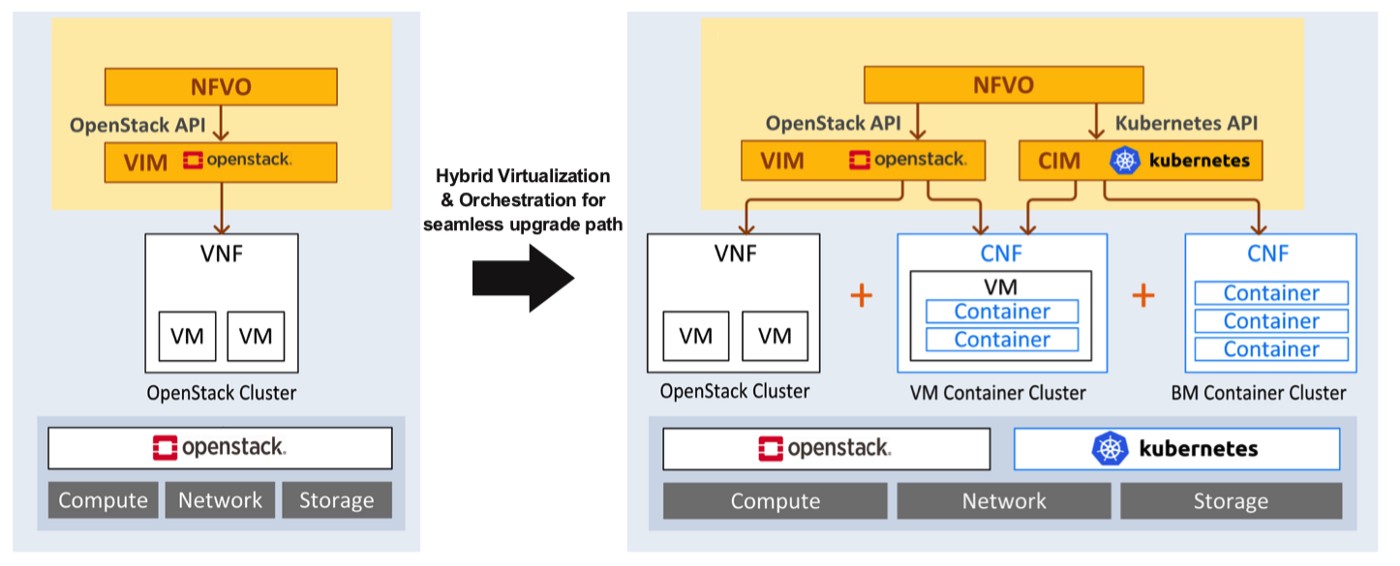 NFVO
OpenStack API
VIM openstack.
VNF
VM VM
OpenStack Cluster
openstack.
Compute Network Storage
Hybrid Virtualization
& Orchestration for
seamless upgrade path
NFVO
OpenStack API Kubernetes API
VIM openstack. CIM kubernetes
VNF
VM VM
OpenStack Cluster
+
CNF
VM
Container
Container
VM Container Cluster
+
CNF
Container
Container
Container
BM Container Cluster
openstack. kubernetes
Compute Network Storage